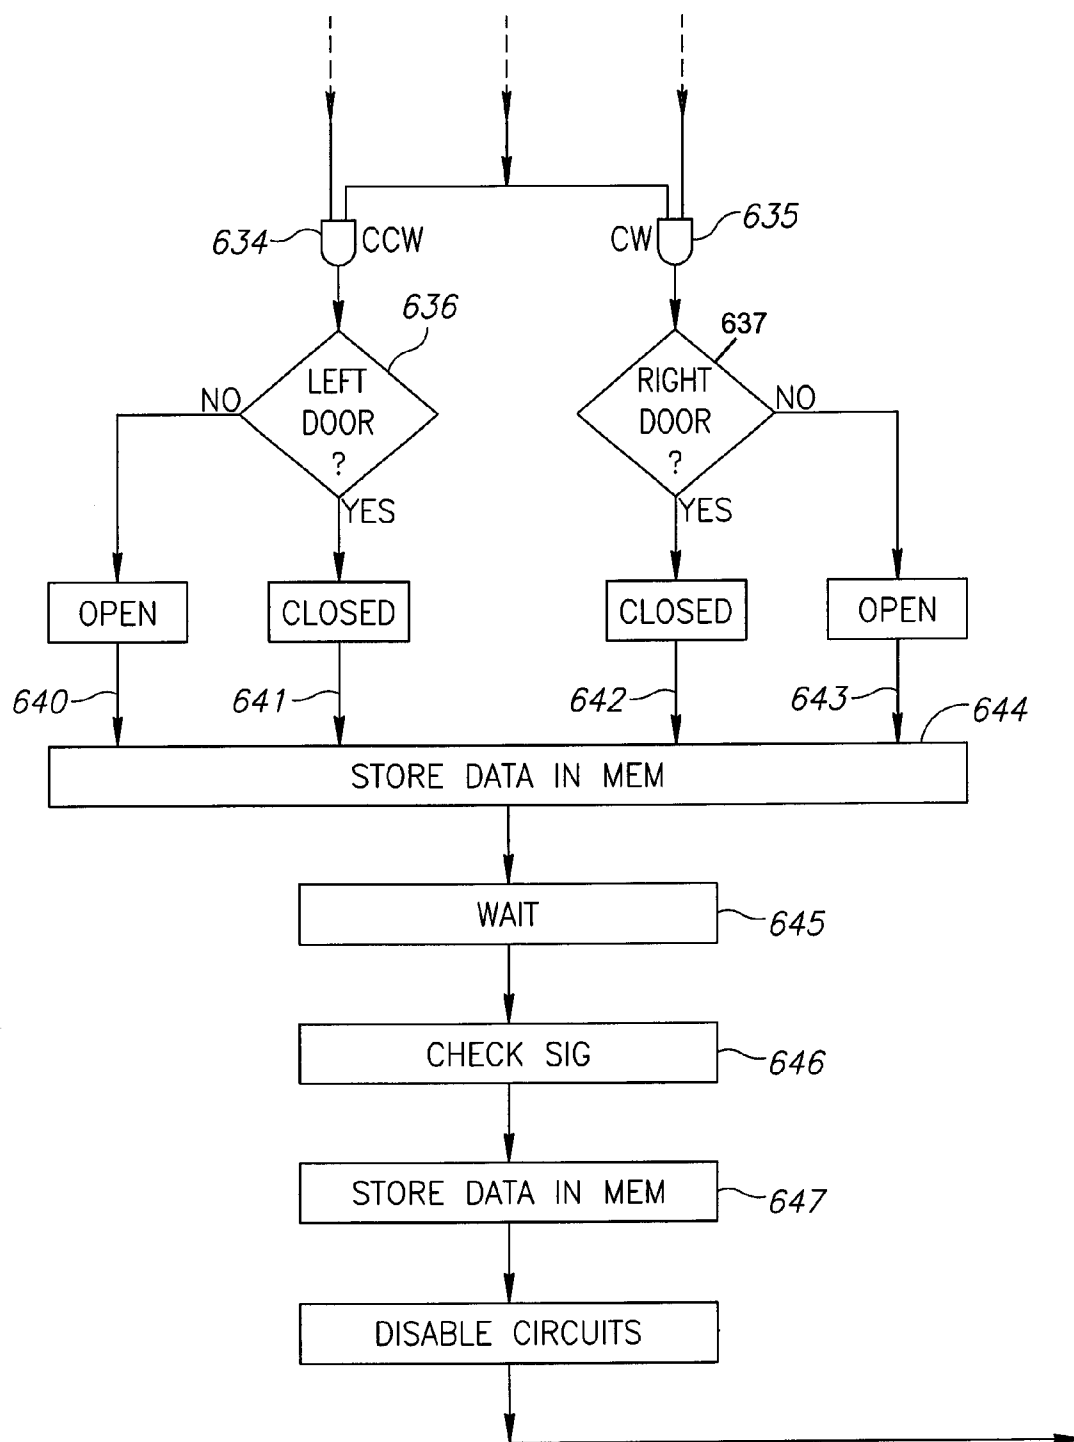 634 CCW CW 635
636 637
LEFT
DOOR
?
RIGHT
DOOR
?
NO NO
YES YES
OPEN CLOSED CLOSED OPEN
640 641 642 643 644
STORE DATA IN MEM
WAIT 645
CHECK SIG 646
STORE DATA IN MEM 647
DISABLE CIRCUITS